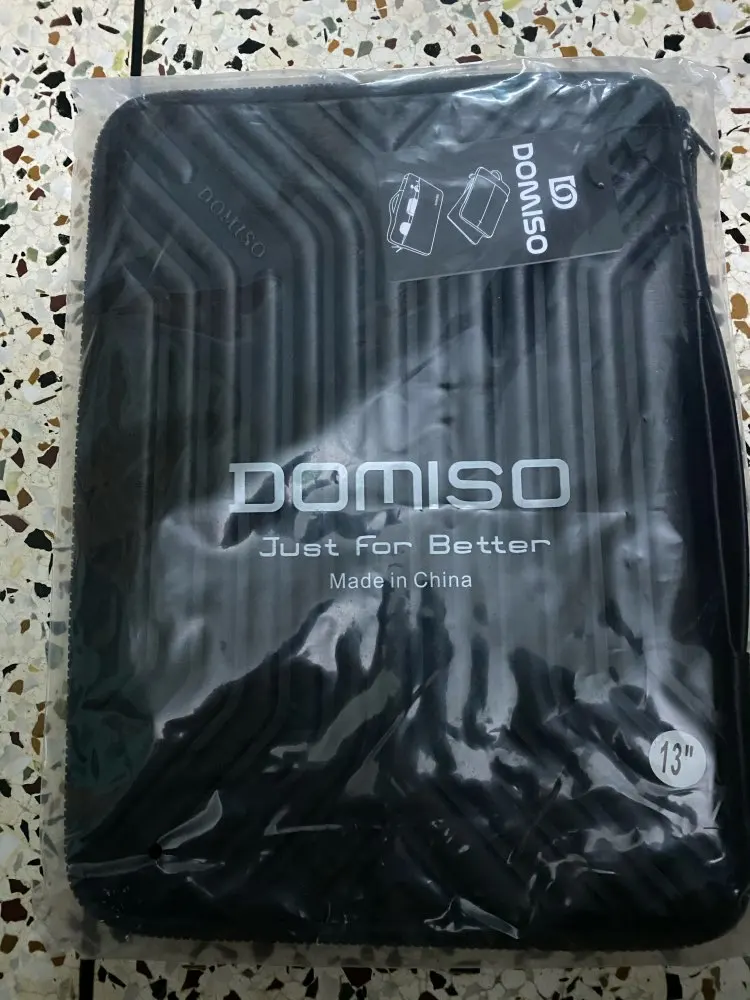 DOMISO
DOMISO
DOMISO
Just For Better
Made in China
13"